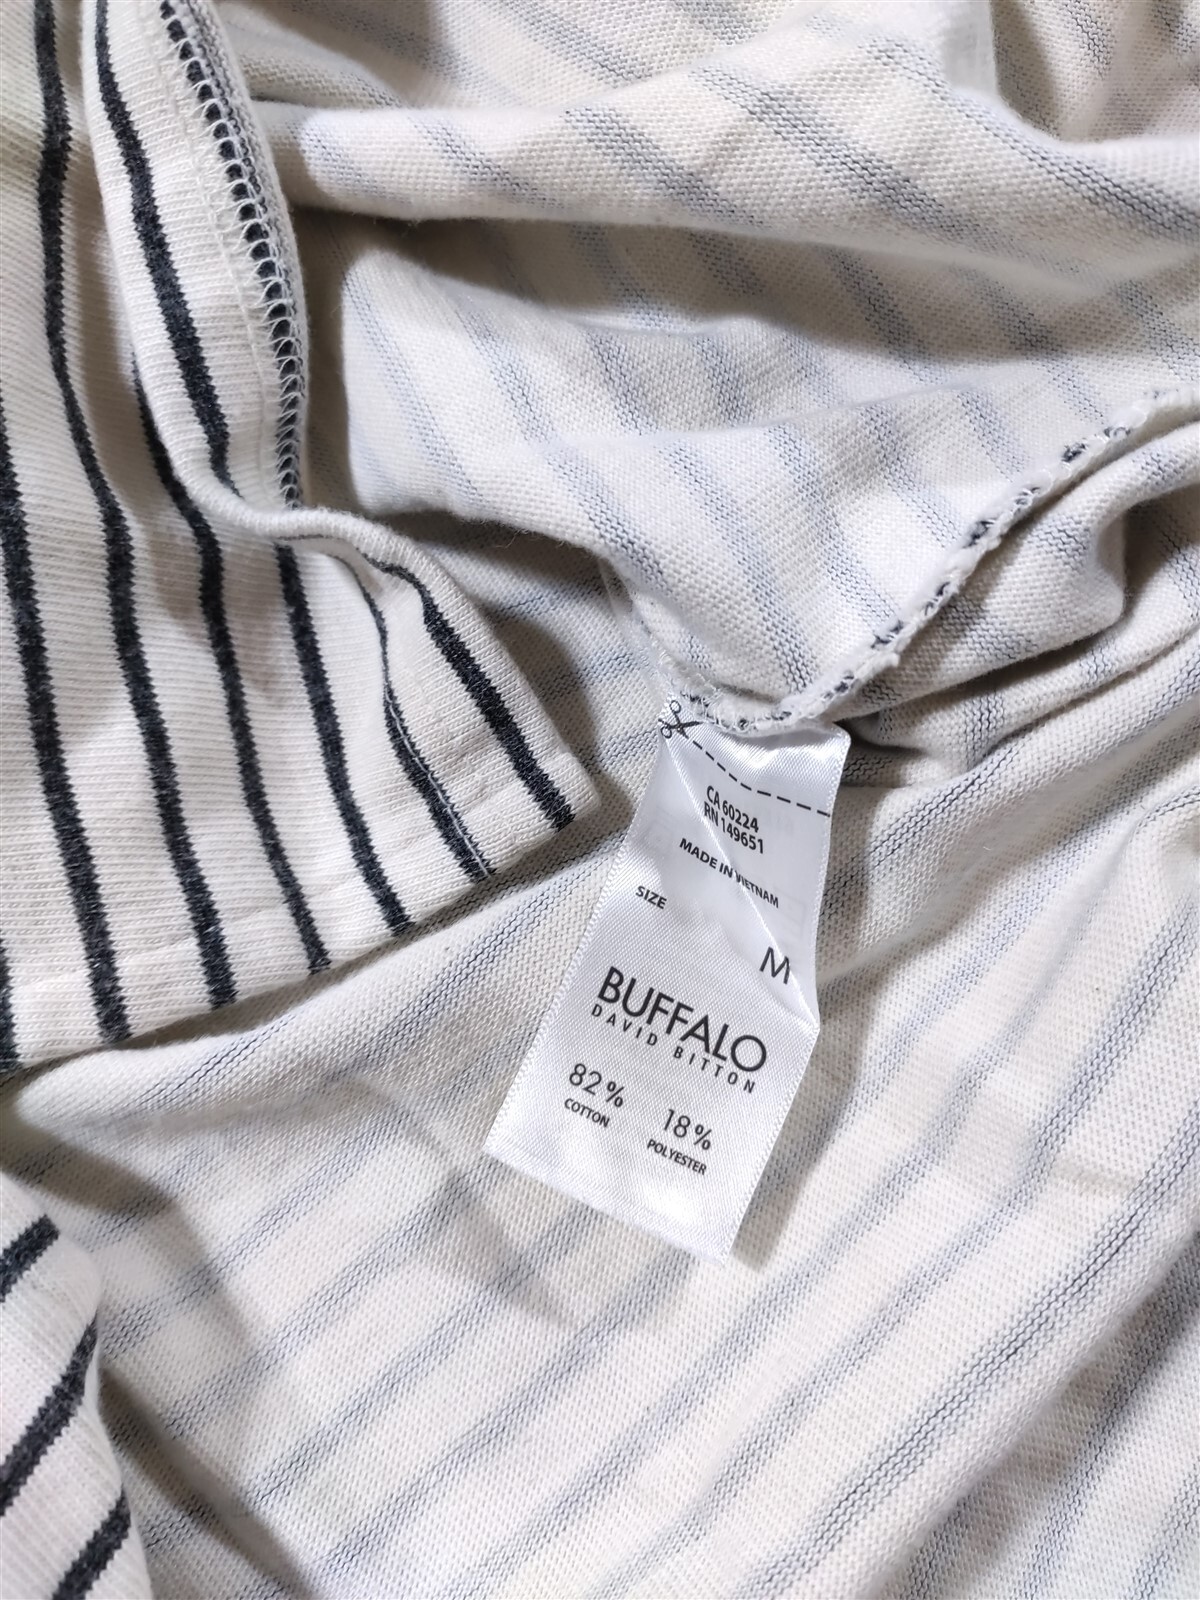 CA 60224
RN 149651
MADE IN VIETNAM
SIZE
M
BUFFALO
DAVID BITTON
82% 18%
COTTON POLYESTER